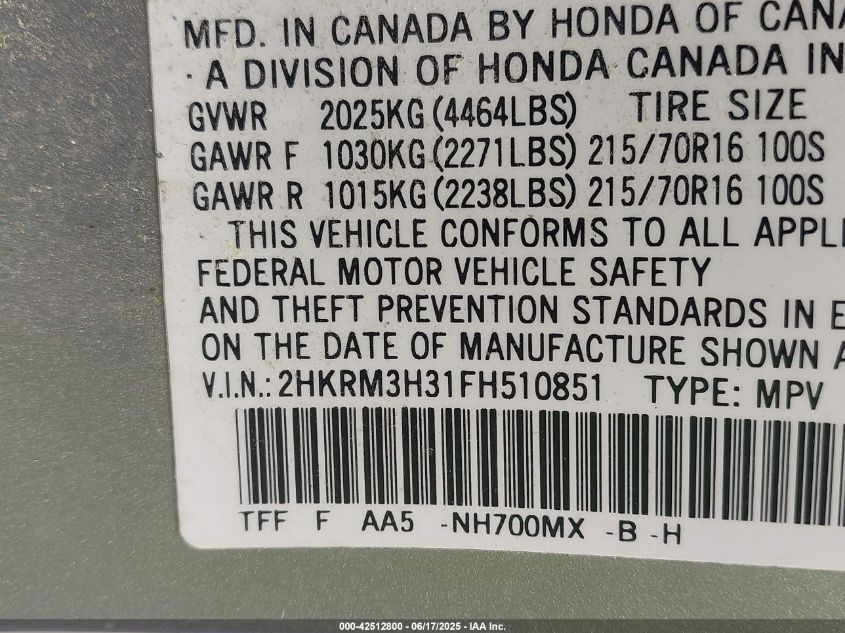 MFD. IN CANADA BY HONDA OF
· A DIVISION OF HONDA CANADA
GVWR 2025KG (4464LBS) TIRE SIZE
GAWR F 1030KG (2271LBS) 215/70R16 100S
GAWR R 1015KG (2238LBS) 215/70R16 100S
THIS VEHICLE CONFORMS TO ALL
FEDERAL MOTOR VEHICLE SAFETY
AND THEFT PREVENTION STANDARDS IN
ON THE DATE OF MANUFACTURE SHOWN
V.I.N.: 2HKRM3H31FH510851 TYPE: MPV
TFF F AA5 -NH700MX -B -H
000-42512800 - 06/17/2025 - IAA Inc.